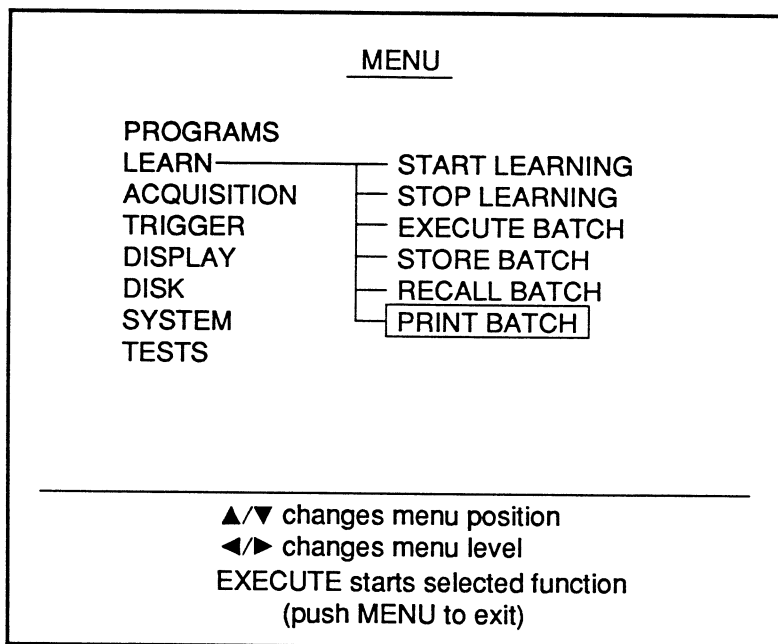 MENU
PROGRAMS
LEARN START LEARNING
ACQUISITION STOP LEARNING
TRIGGER EXECUTE BATCH
DISPLAY STORE BATCH
DISK RECALL BATCH
SYSTEM PRINT BATCH
TESTS
▲/▼ changes menu position
◄/► changes menu level
EXECUTE starts selected function
(push MENU to exit)